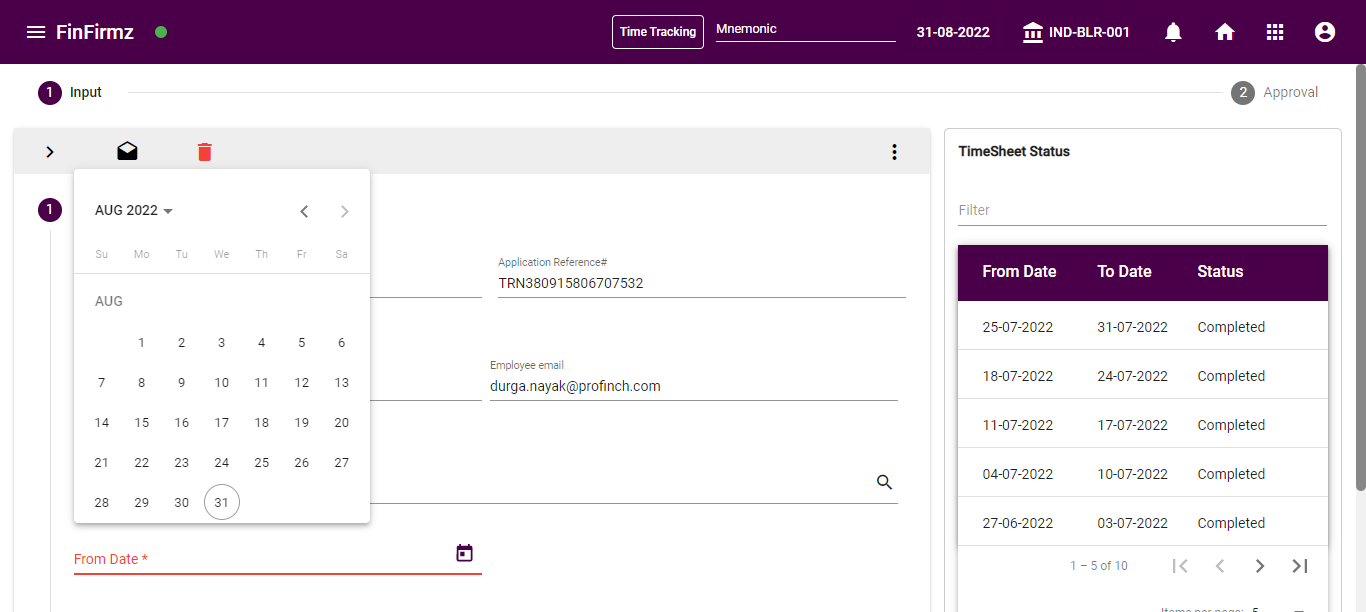 FinFirmz
Time Tracking
Mnemonic
31-08-2022
IND-BLR-001
1 Input
2 Approval
1
AUG 2022
Su Mo Tu We Th Fr Sa
AUG
1 2 3 4 5 6
7 8 9 10 11 12 13
14 15 16 17 18 19 20
21 22 23 24 25 26 27
28 29 30 31
Application Reference#
TRN380915806707532
Employee email
durga.nayak@profinch.com
From Date *
TimeSheet Status
Filter
From Date To Date Status
25-07-2022 31-07-2022 Completed
18-07-2022 24-07-2022 Completed
11-07-2022 17-07-2022 Completed
04-07-2022 10-07-2022 Completed
27-06-2022 03-07-2022 Completed
1 – 5 of 10
Items per page: 5